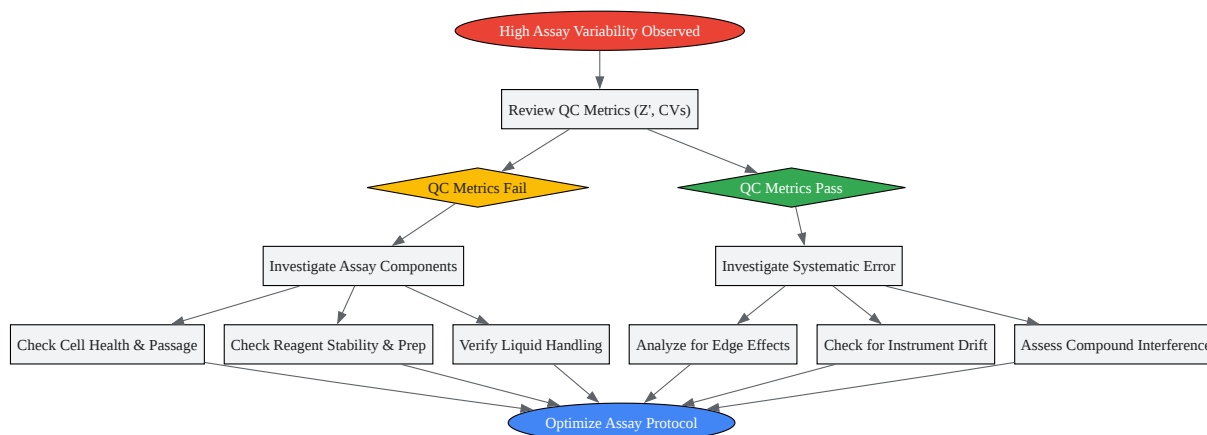 High Assay Variability Observed
Review QC Metrics (Z', CVs)
QC Metrics Fail
QC Metrics Pass
Investigate Assay Components
Investigate Systematic Error
Check Cell Health & Passage
Check Reagent Stability & Prep
Verify Liquid Handling
Analyze for Edge Effects
Check for Instrument Drift
Assess Compound Interference
Optimize Assay Protocol